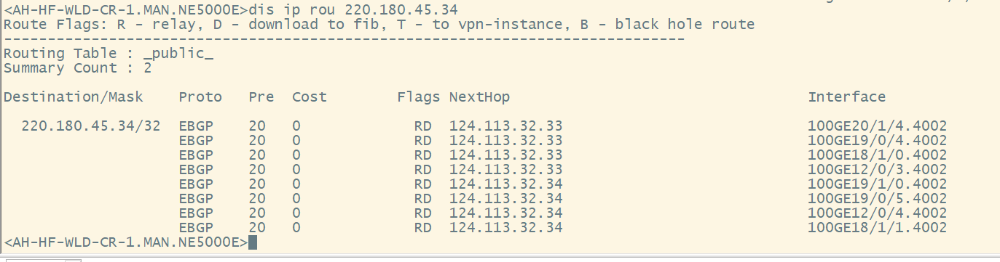 <AH-HF-WLD-CR-1.MAN.NE5000E>dis ip rou 220.180.45.34
Route Flags: R - relay, D - download to fib, T - to vpn-instance, B - black hole route
------------------------------------------------------------------------------
Routing Table : _public_
Summary Count : 2
Destination/Mask    Proto   Pre  Cost        Flags NextHop                                  Interface
  220.180.45.34/32  EBGP    20   0             RD  124.113.32.33                            100GE20/1/4.4002
                    EBGP    20   0             RD  124.113.32.33                            100GE19/0/4.4002
                    EBGP    20   0             RD  124.113.32.33                            100GE18/1/0.4002
                    EBGP    20   0             RD  124.113.32.33                            100GE12/0/3.4002
                    EBGP    20   0             RD  124.113.32.34                            100GE19/1/0.4002
                    EBGP    20   0             RD  124.113.32.34                            100GE19/0/5.4002
                    EBGP    20   0             RD  124.113.32.34                            100GE12/0/4.4002
                    EBGP    20   0             RD  124.113.32.34                            100GE18/1/1.4002
<AH-HF-WLD-CR-1.MAN.NE5000E>